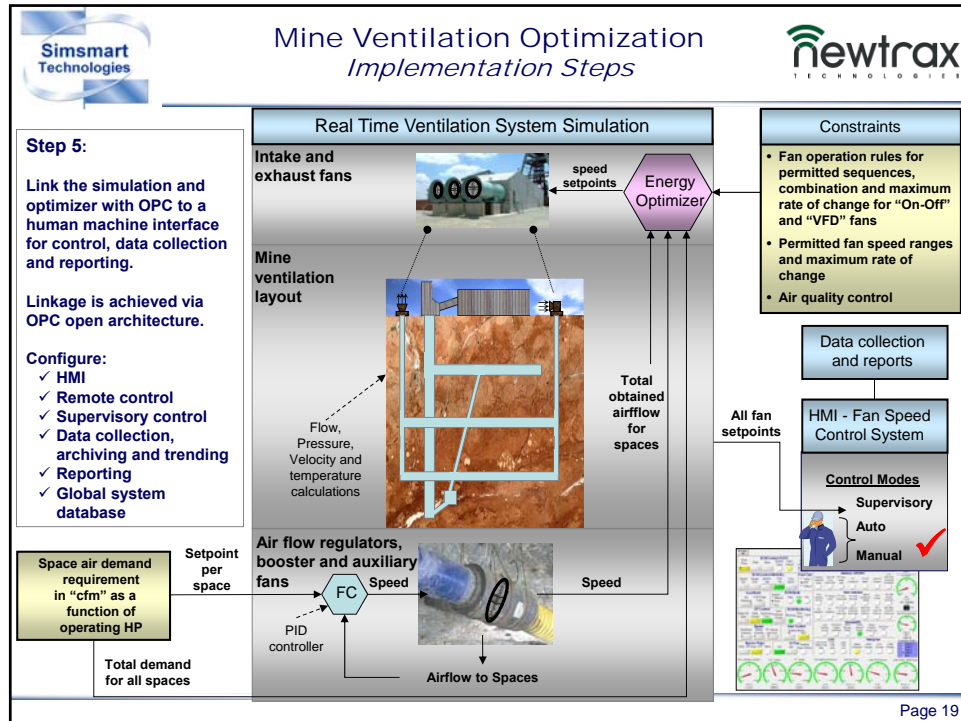 Simsmart
Technologies
Mine Ventilation Optimization
Implementation Steps
newtrax
TECHNOLOGIES
Step 5:
Link the simulation and
optimizer with OPC to a
human machine interface
for control, data collection
and reporting.
Linkage is achieved via
OPC open architecture.
Configure:
✓ HMI
✓ Remote control
✓ Supervisory control
✓ Data collection,
archiving and trending
✓ Reporting
✓ Global system
database
Space air demand
requirement
in “cfm” as a
function of
operating HP
Setpoint
per
space
Total demand
for all spaces
Real Time Ventilation System Simulation
Intake and
exhaust fans
speed
setpoints
Energy
Optimizer
Mine
ventilation
layout
Flow,
Pressure,
Velocity and
temperature
calculations
Total
obtained
airfflow
for
spaces
Air flow regulators,
booster and auxiliary
fans
FC
Speed
Speed
PID
controller
Airflow to Spaces
Constraints
• Fan operation rules for
permitted sequences,
combination and maximum
rate of change for “On-Off”
and “VFD” fans
• Permitted fan speed ranges
and maximum rate of
change
• Air quality control
Data collection
and reports
All fan
setpoints
HMI - Fan Speed
Control System
Control Modes
Supervisory
Auto
Manual
Page 19